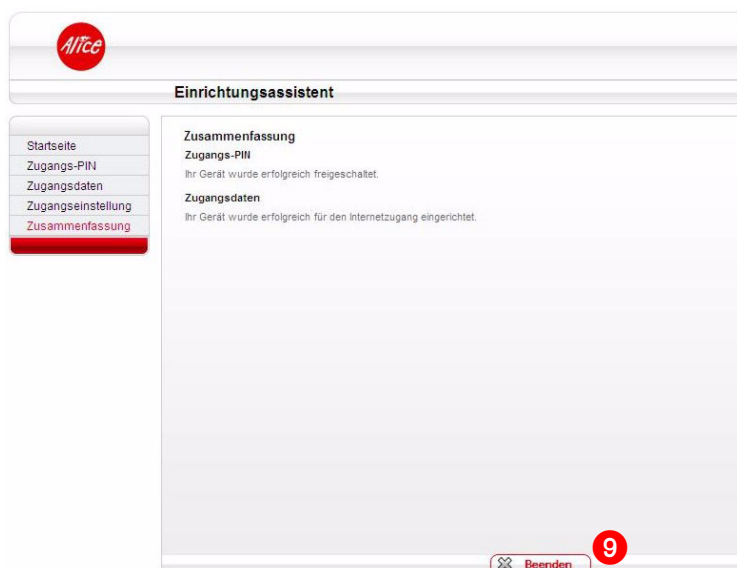 Alice
Einrichtungsassistent
Startseite
Zugangs-PIN
Zugangsdaten
Zugangseinstellung
Zusammenfassung
Zusammenfassung
Zugangs-PIN
Ihr Gerät wurde erfolgreich freigeschaltet.
Zugangsdaten
Ihr Gerät wurde erfolgreich für den Internetzugang eingerichtet.
Beenden
9